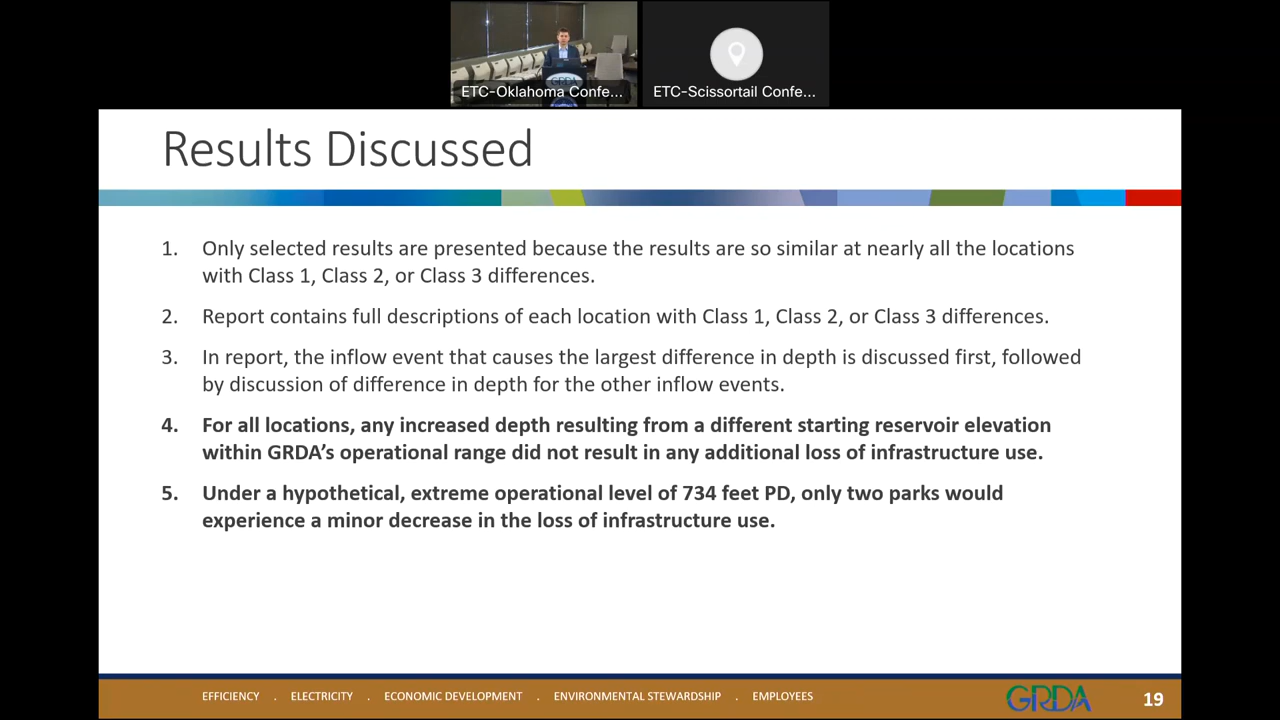 ETC-Oklahoma Confe...
ETC-Scissortail Confe...
GRDA
Results Discussed
1. Only selected results are presented because the results are so similar at nearly all the locations
with Class 1, Class 2, or Class 3 differences.
2. Report contains full descriptions of each location with Class 1, Class 2, or Class 3 differences.
3. In report, the inflow event that causes the largest difference in depth is discussed first, followed
by discussion of difference in depth for the other inflow events.
4. For all locations, any increased depth resulting from a different starting reservoir elevation
within GRDA’s operational range did not result in any additional loss of infrastructure use.
5. Under a hypothetical, extreme operational level of 734 feet PD, only two parks would
experience a minor decrease in the loss of infrastructure use.
EFFICIENCY . ELECTRICITY . ECONOMIC DEVELOPMENT . ENVIRONMENTAL STEWARDSHIP . EMPLOYEES
GRDA
19